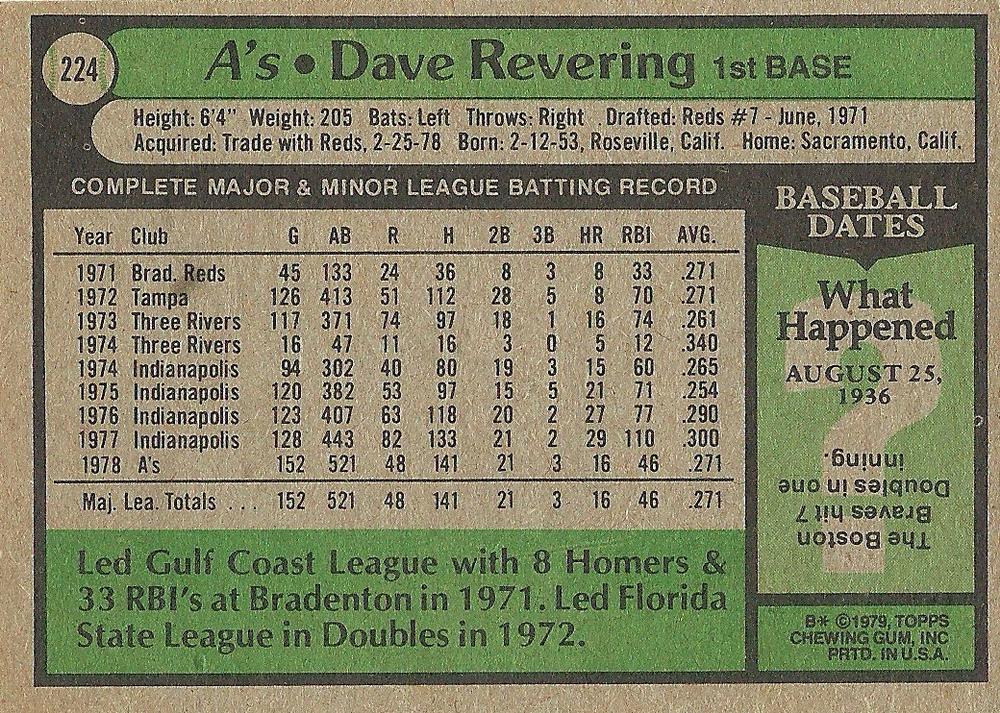 224
A's • Dave Revering 1st BASE
Height: 6'4" Weight: 205 Bats: Left Throws: Right Drafted: Reds #7 - June, 1971
Acquired: Trade with Reds, 2-25-78 Born: 2-12-53, Roseville, Calif. Home: Sacramento, Calif.
COMPLETE MAJOR & MINOR LEAGUE BATTING RECORD
Year Club G AB R H 2B 3B HR RBI AVG.
1971 Brad. Reds 45 133 24 36 8 3 8 33 .271
1972 Tampa 126 413 51 112 28 5 8 70 .271
1973 Three Rivers 117 371 74 97 18 1 16 74 .261
1974 Three Rivers 16 47 11 16 3 0 5 12 .340
1974 Indianapolis 94 302 40 80 19 3 15 60 .265
1975 Indianapolis 120 382 53 97 15 5 21 71 .254
1976 Indianapolis 123 407 63 118 20 2 27 77 .290
1977 Indianapolis 128 443 82 133 21 2 29 110 .300
1978 A's 152 521 48 141 21 3 16 46 .271
Maj. Lea. Totals . . . 152 521 48 141 21 3 16 46 .271
Led Gulf Coast League with 8 Homers &
33 RBI's at Bradenton in 1971. Led Florida
State League in Doubles in 1972.
BASEBALL
DATES
What
Happened
AUGUST 25,
1936
The Boston
Braves hit 7
Doubles in one
inning.
B* ©1979, TOPPS
CHEWING GUM, INC
PRTD. IN U.S.A.